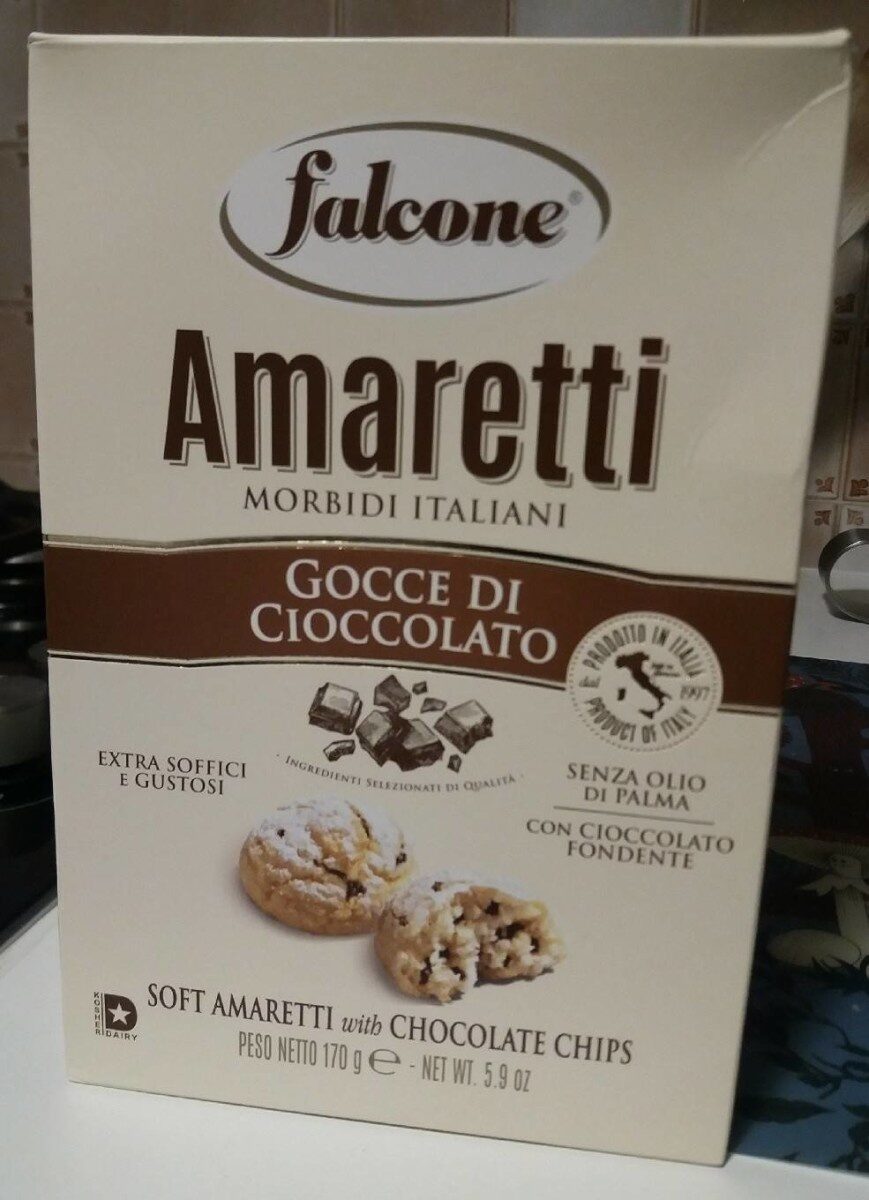 falcone®
Amaretti
MORBIDI ITALIANI
GOCCE DI
CIOCCOLATO
PRODOTTO IN ITALIA
dal 1997
PRODUCT OF ITALY
INGREDIENTI SELEZIONATI DI QUALITÀ
EXTRA SOFFICI
E GUSTOSI
SENZA OLIO
DI PALMA
CON CIOCCOLATO
FONDENTE
SOFT AMARETTI with CHOCOLATE CHIPS
KOSHER
D
DAIRY
PESO NETTO 170 g e - NET WT. 5.9 OZ